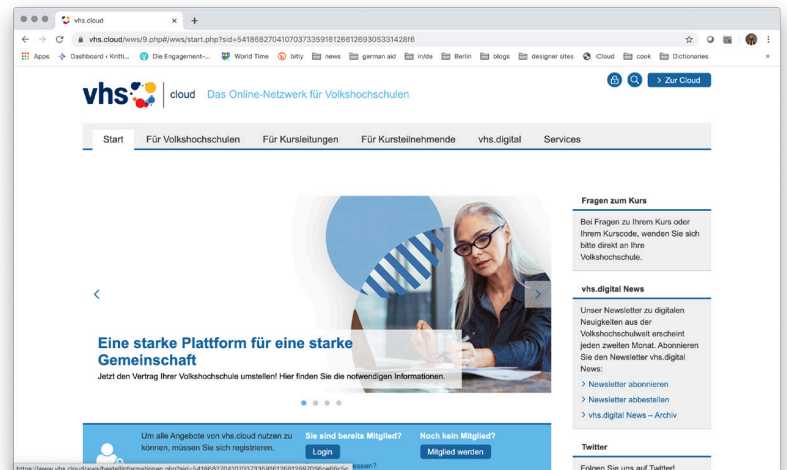 vhs.cloud
vhs.cloud/wws/9.php#/wws/start.php?sid=54186827041070373359161266126930S331428f6
Apps Dashboard ‹ Kritti... Die Engagement-... World Time bitly news german aid in/de Berlin blogs designer sites iCloud cook Dictionaries »
vhs cloud Das Online-Netzwerk für Volkshochschulen
> Zur Cloud
Start Für Volkshochschulen Für Kursleitungen Für Kursteilnehmende vhs.digital Services
Eine starke Plattform für eine starke
Gemeinschaft
Jetzt den Vertrag Ihrer Volkshochschule umstellen! Hier finden Sie die notwendigen Informationen.
Fragen zum Kurs
Bei Fragen zu Ihrem Kurs oder
Ihrem Kurscode, wenden Sie sich
bitte direkt an Ihre
Volkshochschule.
vhs.digital News
Unser Newsletter zu digitalen
Neuigkeiten aus der
Volkshochschulwelt erscheint
jeden zweiten Monat. Abonnieren
Sie den Newsletter vhs.digital
News:
> Newsletter abonnieren
> Newsletter abbestellen
> vhs.digital News – Archiv
Twitter
Folgen Sie uns auf Twitter!
Um alle Angebote von vhs.cloud nutzen zu
können, müssen Sie sich registrieren.
Sie sind bereits Mitglied?
Login
essen?
Noch kein Mitglied?
Mitglied werden